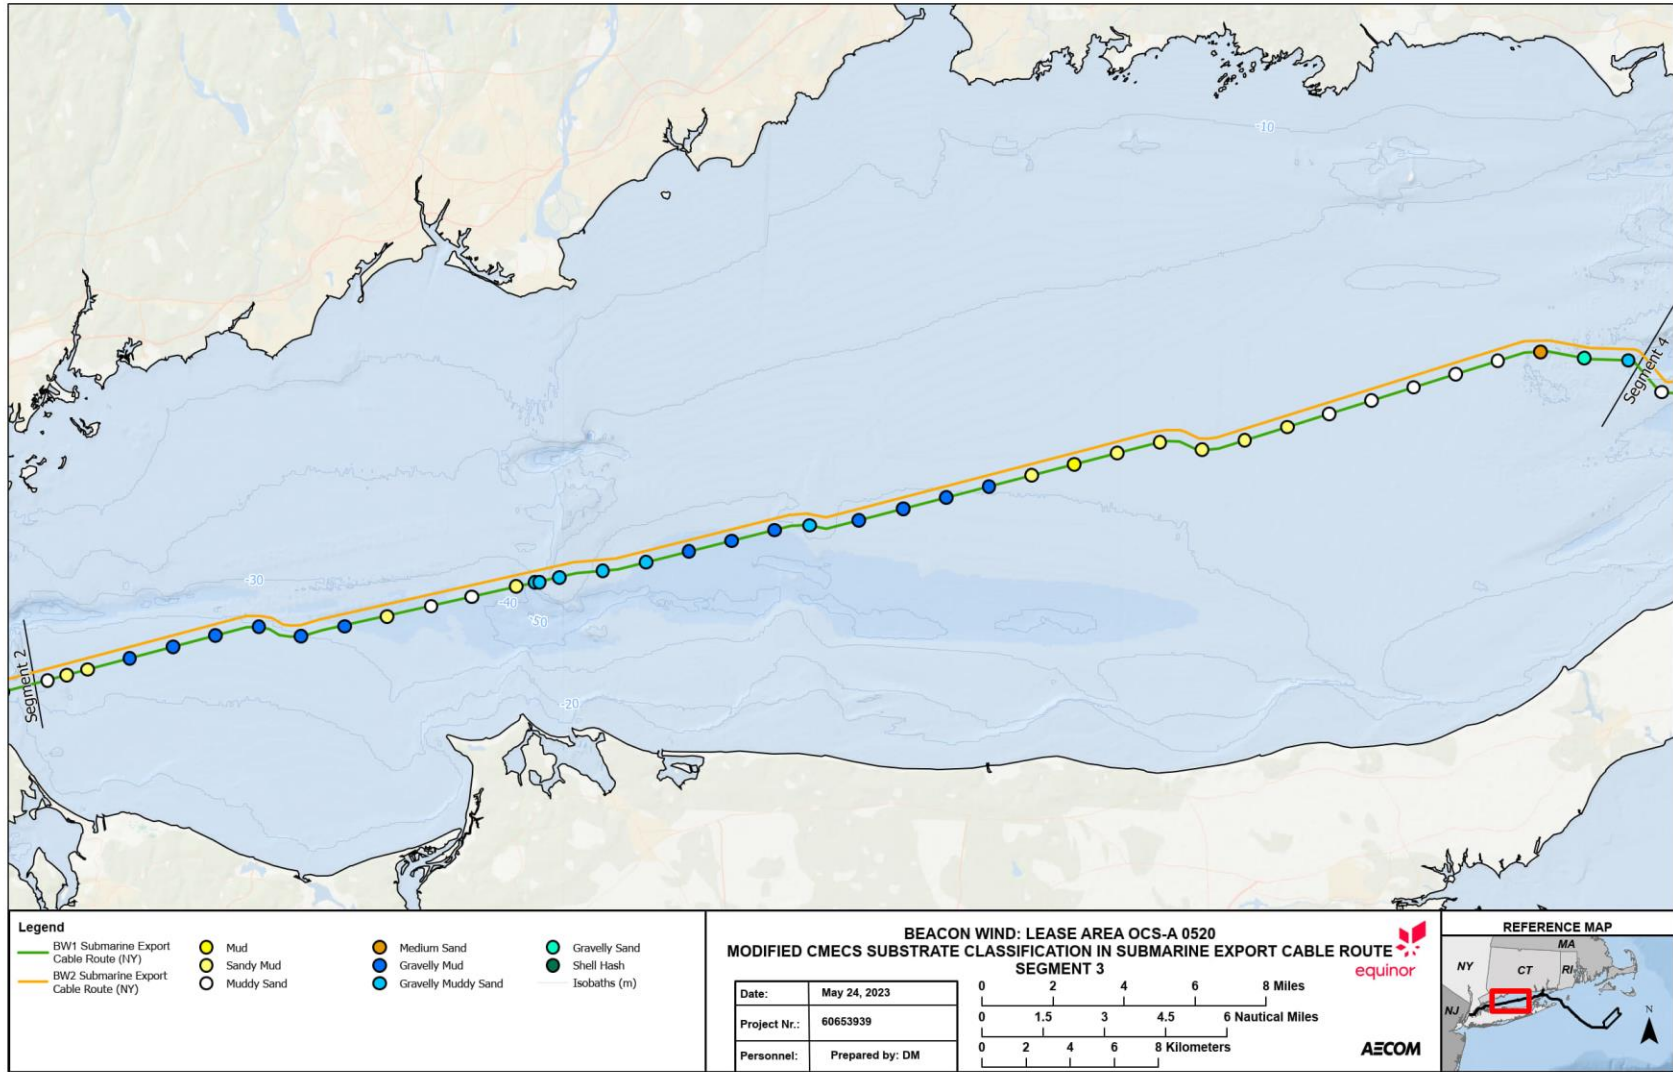 -10
Segment 4
-30
-40
-50
Segment 2
-20
Legend
BW1 Submarine Export
Cable Route (NY)
BW2 Submarine Export
Cable Route (NY)
Mud
Sandy Mud
Muddy Sand
Medium Sand
Gravelly Mud
Gravelly Muddy Sand
Gravelly Sand
Shell Hash
Isobaths (m)
BEACON WIND: LEASE AREA OCS-A 0520
MODIFIED CMECS SUBSTRATE CLASSIFICATION IN SUBMARINE EXPORT CABLE ROUTE
SEGMENT 3
equinor
Date: May 24, 2023
Project Nr.: 60653939
Personnel: Prepared by: DM
0 2 4 6 8 Miles
0 1.5 3 4.5 6 Nautical Miles
0 2 4 6 8 Kilometers
AECOM
REFERENCE MAP
MA
NY
CT
RI
NJ
N